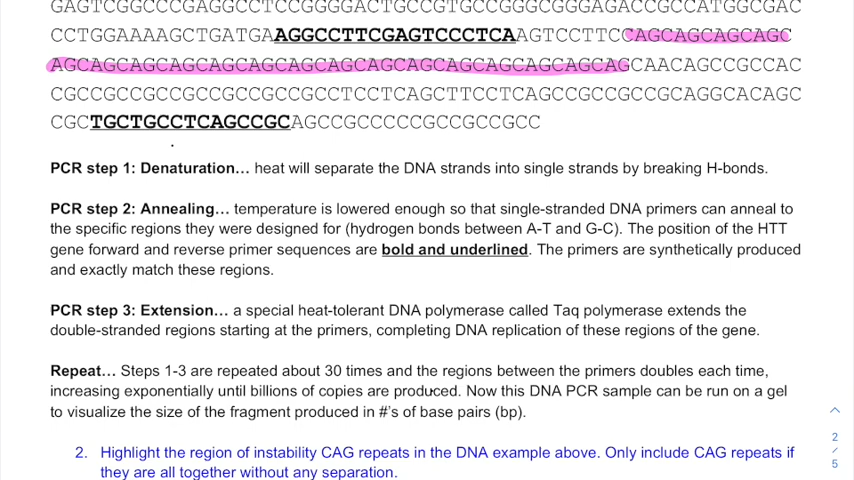 GAGTCGGCCCGAGGCCTCCGGGGACTGCCGTGCCGGGCGGGAGACCGCCATGGCGAC
CCTGGAAAAGCTGATGAAGGCCTTCGAGTCCCTCAAGTCCTTCCAGCAGCAGCAGC
AGCAGCAGCAGCAGCAGCAGCAGCAGCAGCAGCAGCAGCAGCAGCAACAGCCGCCAC
CGCCGCCGCCGCCGCCGCCGCCTCCTCAGCTTCCTCAGCCGCCGCCGCAGGCACAGC
CGCTGCTGCCTCAGCCGCAGCCGCCCCCGCCGCCGCC
PCR step 1: Denaturation… heat will separate the DNA strands into single strands by breaking H-bonds.
PCR step 2: Annealing… temperature is lowered enough so that single-stranded DNA primers can anneal to
the specific regions they were designed for (hydrogen bonds between A-T and G-C). The position of the HTT
gene forward and reverse primer sequences are bold and underlined. The primers are synthetically produced
and exactly match these regions.
PCR step 3: Extension… a special heat-tolerant DNA polymerase called Taq polymerase extends the
double-stranded regions starting at the primers, completing DNA replication of these regions of the gene.
Repeat… Steps 1-3 are repeated about 30 times and the regions between the primers doubles each time,
increasing exponentially until billions of copies are produced. Now this DNA PCR sample can be run on a gel
to visualize the size of the fragment produced in #'s of base pairs (bp).
2. Highlight the region of instability CAG repeats in the DNA example above. Only include CAG repeats if
they are all together without any separation.
2
/
5